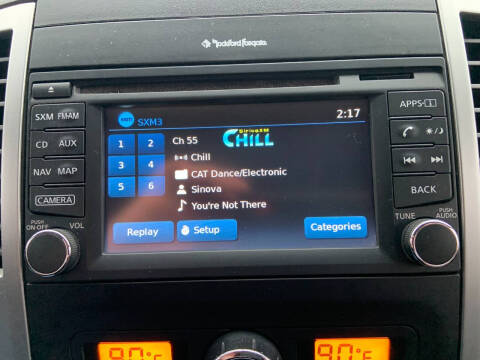 Rockford Fosgate
SXM FM/AM
CD AUX
NAV MAP
CAMERA
PUSH ON·OFF VOL
SXM3 2:17
1 2
3 4
5 6
Ch 55
SiriusXM
CHILL
Chill
CAT Dance/Electronic
Sinova
You're Not There
Replay Setup Categories
APPS·
BACK
TUNE PUSH AUDIO
90°F 90°F